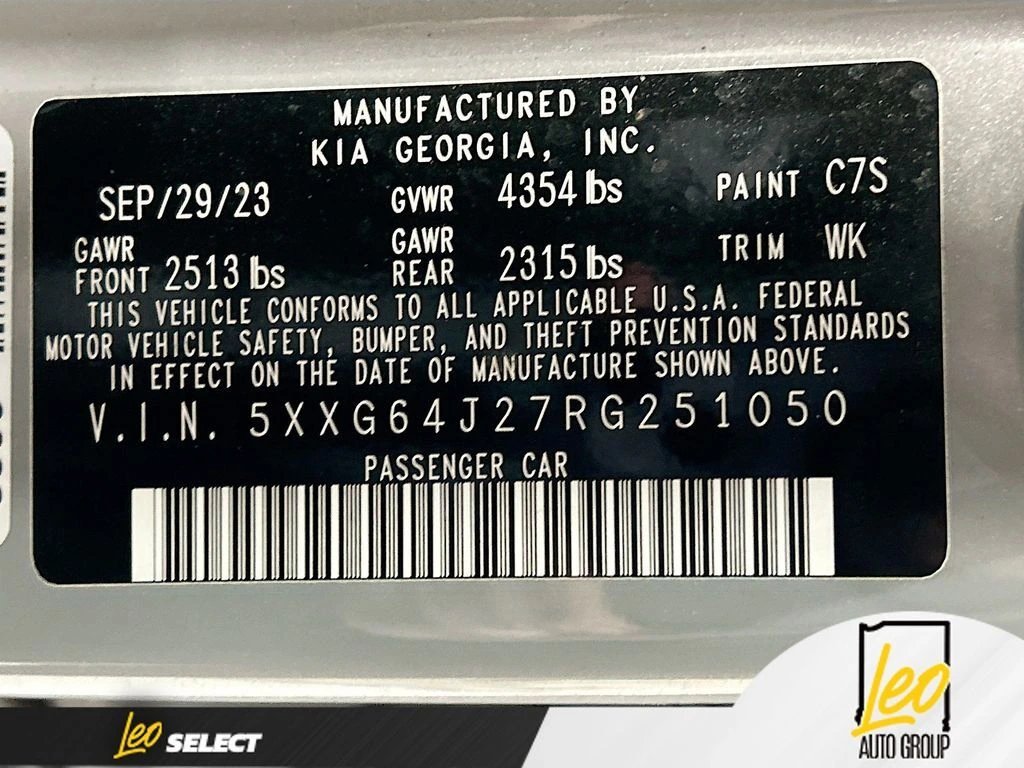 MANUFACTURED BY
KIA GEORGIA, INC.
SEP/29/23 GVWR 4354 lbs PAINT C7S
GAWR FRONT 2513 lbs GAWR REAR 2315 lbs TRIM WK
THIS VEHICLE CONFORMS TO ALL APPLICABLE U.S.A. FEDERAL
MOTOR VEHICLE SAFETY, BUMPER, AND THEFT PREVENTION STANDARDS
IN EFFECT ON THE DATE OF MANUFACTURE SHOWN ABOVE.
V.I.N. 5XXG64J27RG251050
PASSENGER CAR
Leo SELECT
Leo
AUTO GROUP